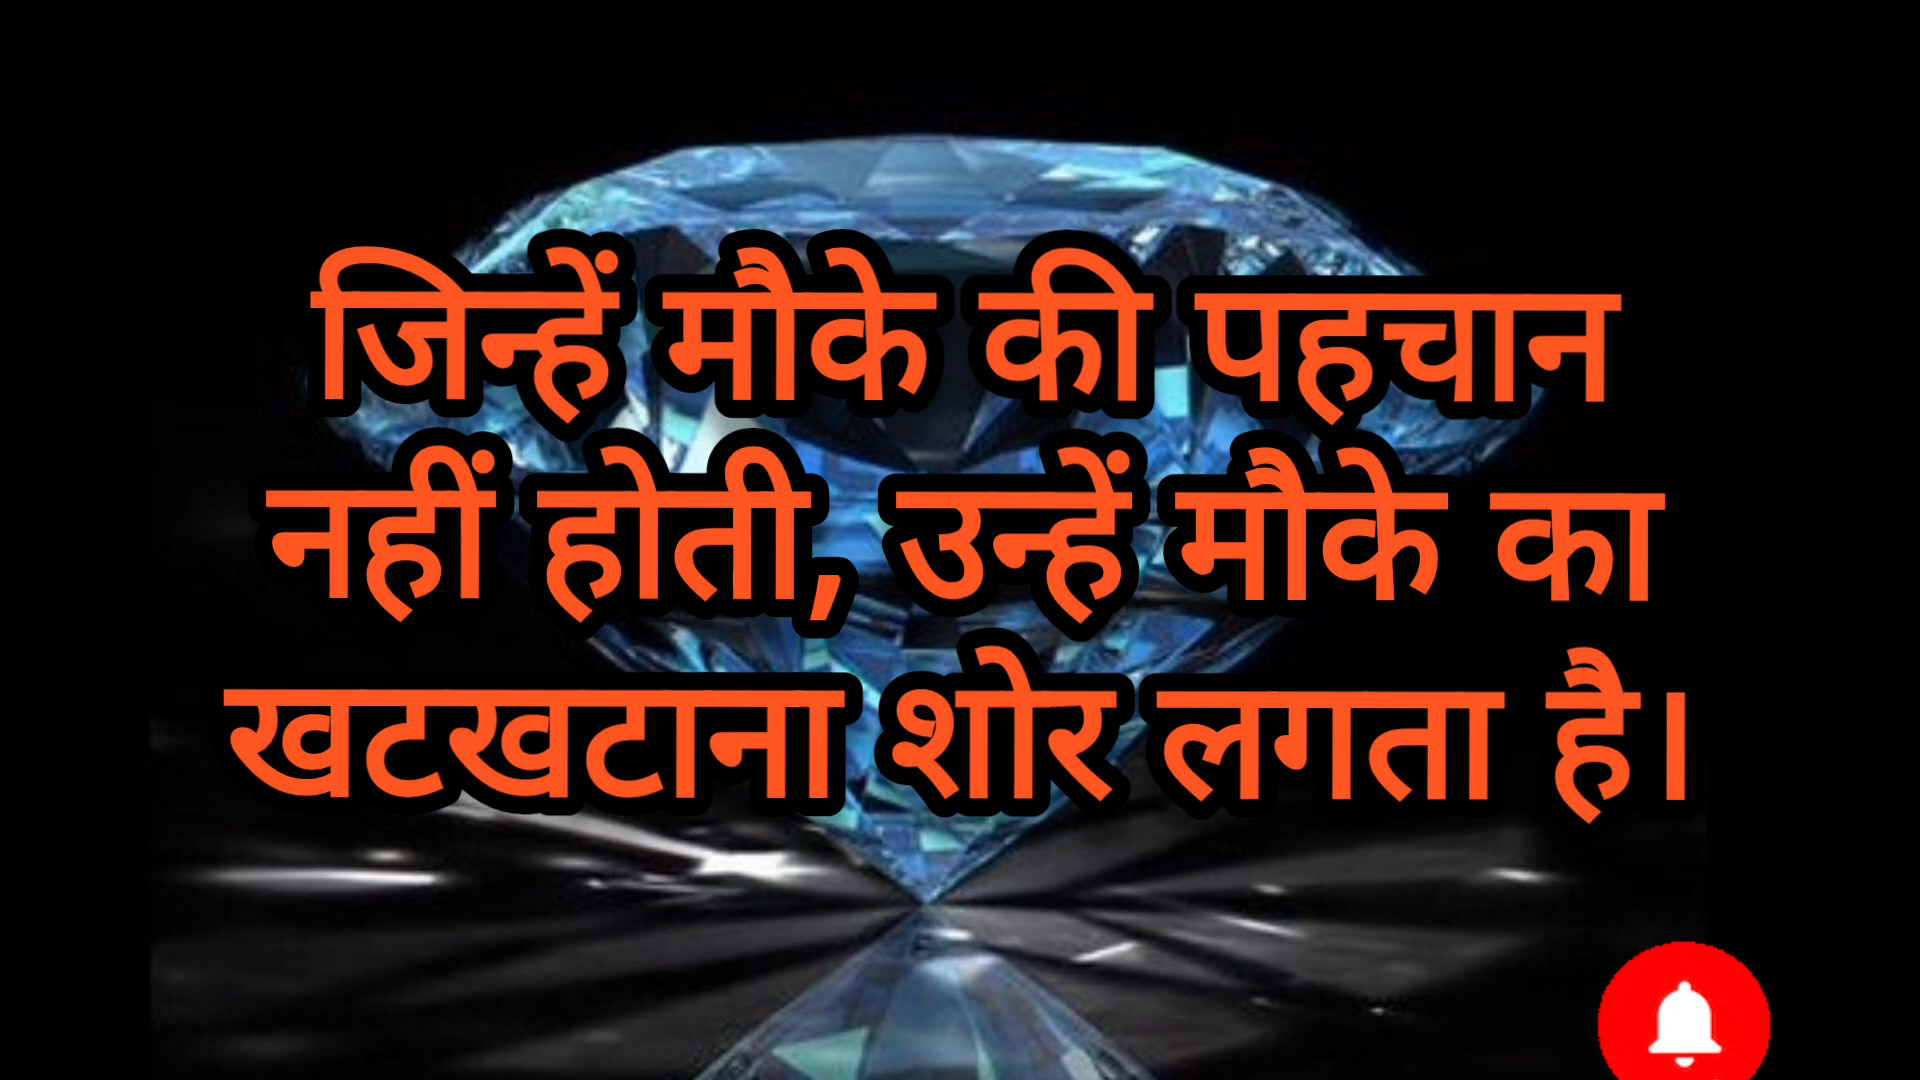 जिन्हें मौके की पहचान
नहीं होती, उन्हें मौके का
खटखटाना शोर लगता है।